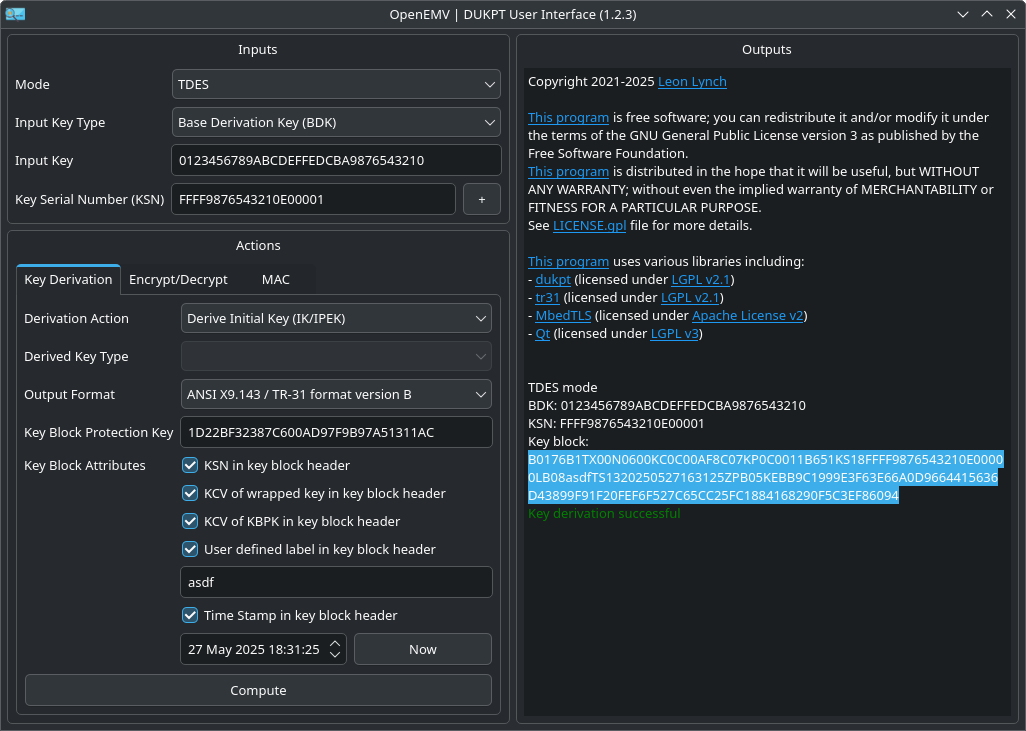 OpenEMV | DUKPT User Interface (1.2.3)
Inputs
Mode
TDES
Input Key Type
Base Derivation Key (BDK)
Input Key
0123456789ABCDEFFEDCBA9876543210
Key Serial Number (KSN)
FFFF9876543210E00001
+
Actions
Key Derivation
Encrypt/Decrypt
MAC
Derivation Action
Derive Initial Key (IK/IPEK)
Derived Key Type
Output Format
ANSI X9.143 / TR-31 format version B
Key Block Protection Key
1D22BF32387C600AD97F9B97A51311AC
Key Block Attributes
KSN in key block header
KCV of wrapped key in key block header
KCV of KBPK in key block header
User defined label in key block header
asdf
Time Stamp in key block header
27 May 2025 18:31:25
Now
Compute
Outputs
Copyright 2021-2025 Leon Lynch
This program is free software; you can redistribute it and/or modify it under
the terms of the GNU General Public License version 3 as published by the
Free Software Foundation.
This program is distributed in the hope that it will be useful, but WITHOUT
ANY WARRANTY; without even the implied warranty of MERCHANTABILITY or
FITNESS FOR A PARTICULAR PURPOSE.
See LICENSE.gpl file for more details.
This program uses various libraries including:
- dukpt (licensed under LGPL v2.1)
- tr31 (licensed under LGPL v2.1)
- MbedTLS (licensed under Apache License v2)
- Qt (licensed under LGPL v3)
TDES mode
BDK: 0123456789ABCDEFFEDCBA9876543210
KSN: FFFF9876543210E00001
Key block:
B0176B1TX00N0600KC0C00AF8C07KP0C0011B651KS18FFFF9876543210E0000
0LB08asdfTS1320250527163125ZPB05KEBB9C1999E3F63E66A0D9664415636
D43899F91F20FEF6F527C65CC25FC1884168290F5C3EF86094
Key derivation successful